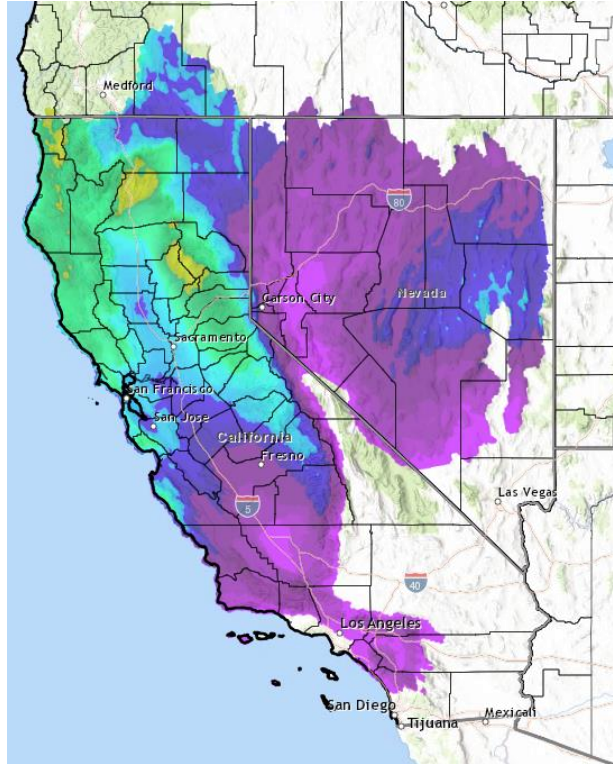 Medford
80
Nevada
Carson City
Sacramento
San Francisco
San Jose
California
Fresno
5
Las Vegas
40
Los Angeles
San Diego
Tijuana
Mexicali